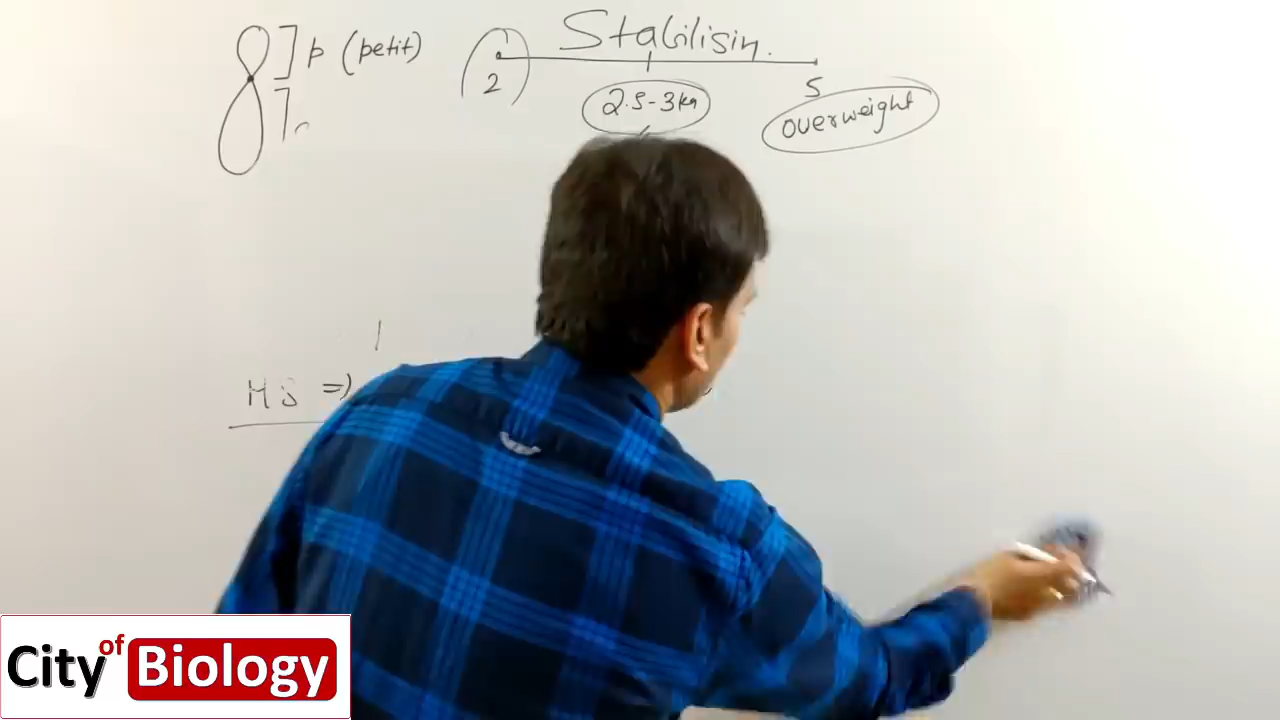 p (petit)
Stabilisin.
2
2.5-3kg
5
overweight
MS =)
City of Biology